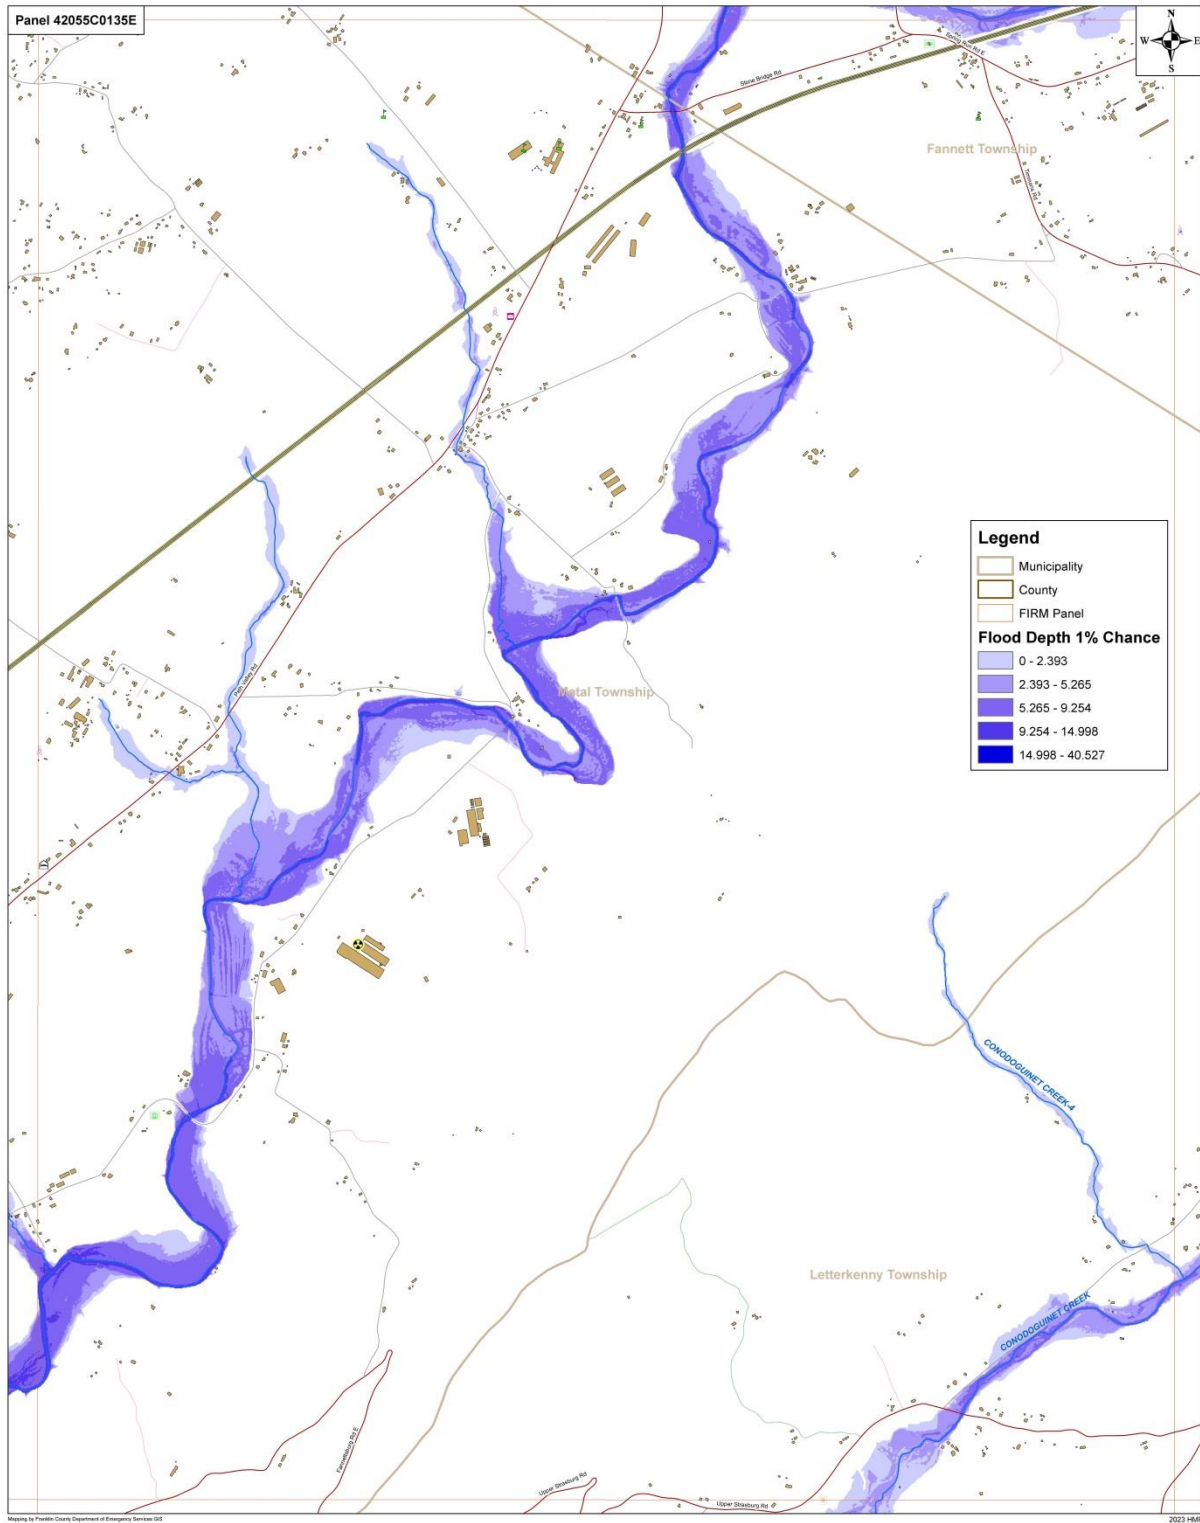 Panel 42055C0135E
N
W E
S
Spring Run Rd E
Stone Bridge Rd
Fannett Township
Timmons Rd
Legend
Municipality
County
FIRM Panel
Flood Depth 1% Chance
0 - 2.393
2.393 - 5.265
5.265 - 9.254
9.254 - 14.998
14.998 - 40.527
Path Valley Rd
Metal Township
CONODOGUINET CREEK-4
Letterkenny Township
CONODOGUINET CREEK
Fannettsburg Rd E
Upper Strasburg Rd
Upper Strasburg Rd
Mapping by Franklin County Department of Emergency Services GIS
2023 HMP